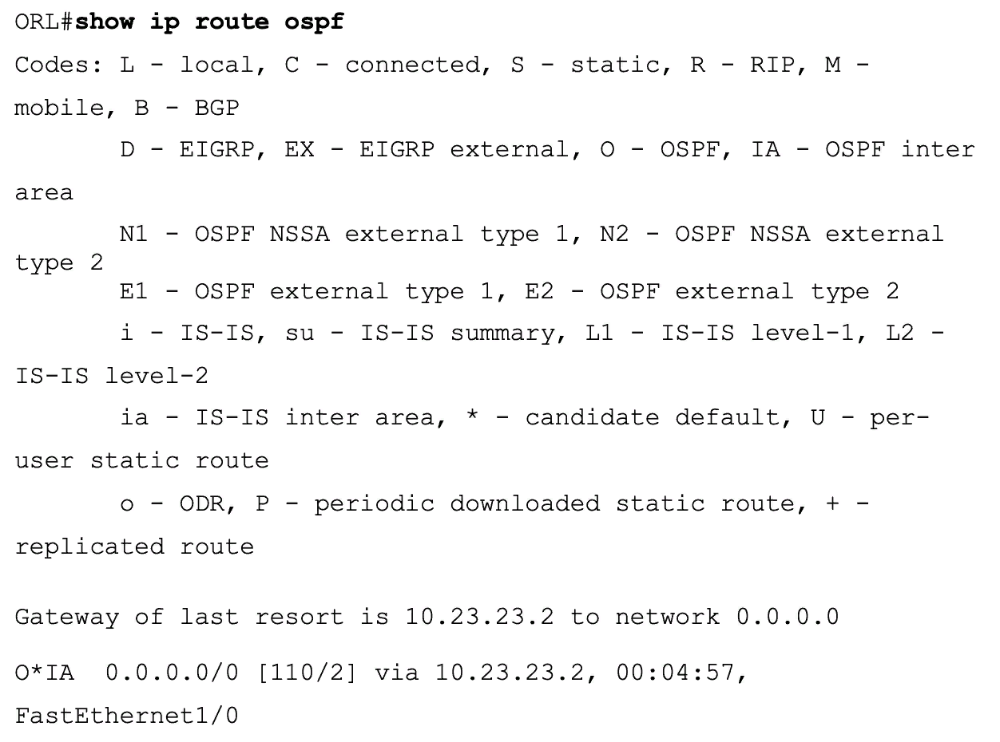 ORL#show ip route ospf
Codes: L - local, C - connected, S - static, R - RIP, M -
mobile, B - BGP
D - EIGRP, EX - EIGRP external, O - OSPF, IA - OSPF inter
area
N1 - OSPF NSSA external type 1, N2 - OSPF NSSA external
type 2
E1 - OSPF external type 1, E2 - OSPF external type 2
i - IS-IS, su - IS-IS summary, L1 - IS-IS level-1, L2 -
IS-IS level-2
ia - IS-IS inter area, * - candidate default, U - per-
user static route
o - ODR, P - periodic downloaded static route, + -
replicated route
Gateway of last resort is 10.23.23.2 to network 0.0.0.0
O*IA 0.0.0.0/0 [110/2] via 10.23.23.2, 00:04:57,
FastEthernet1/0